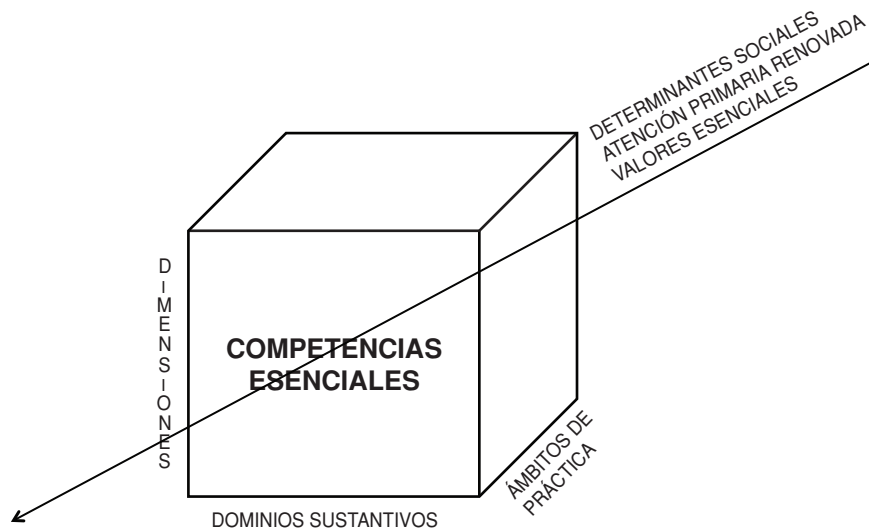 DETERMINANTES SOCIALES
ATENCIÓN PRIMARIA RENOVADA
VALORES ESENCIALES
DIMENSIONES
COMPETENCIAS
ESENCIALES
ÁMBITOS DE
PRÁCTICA
DOMINIOS SUSTANTIVOS